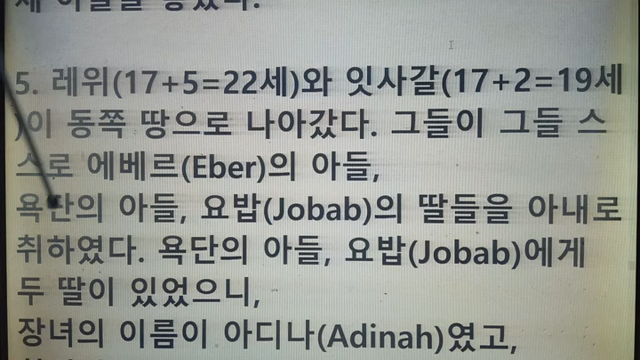 5. 레위(17+5=22세)와 잇사갈(17+2=19세
)이 동쪽 땅으로 나아갔다. 그들이 그들 스
스로 에베르(Eber)의 아들,
욕단의 아들, 요밥(Jobab)의 딸들을 아내로
취하였다. 욕단의 아들, 요밥(Jobab)에게
두 딸이 있었으니,
장녀의 이름이 아디나(Adinah)였고,